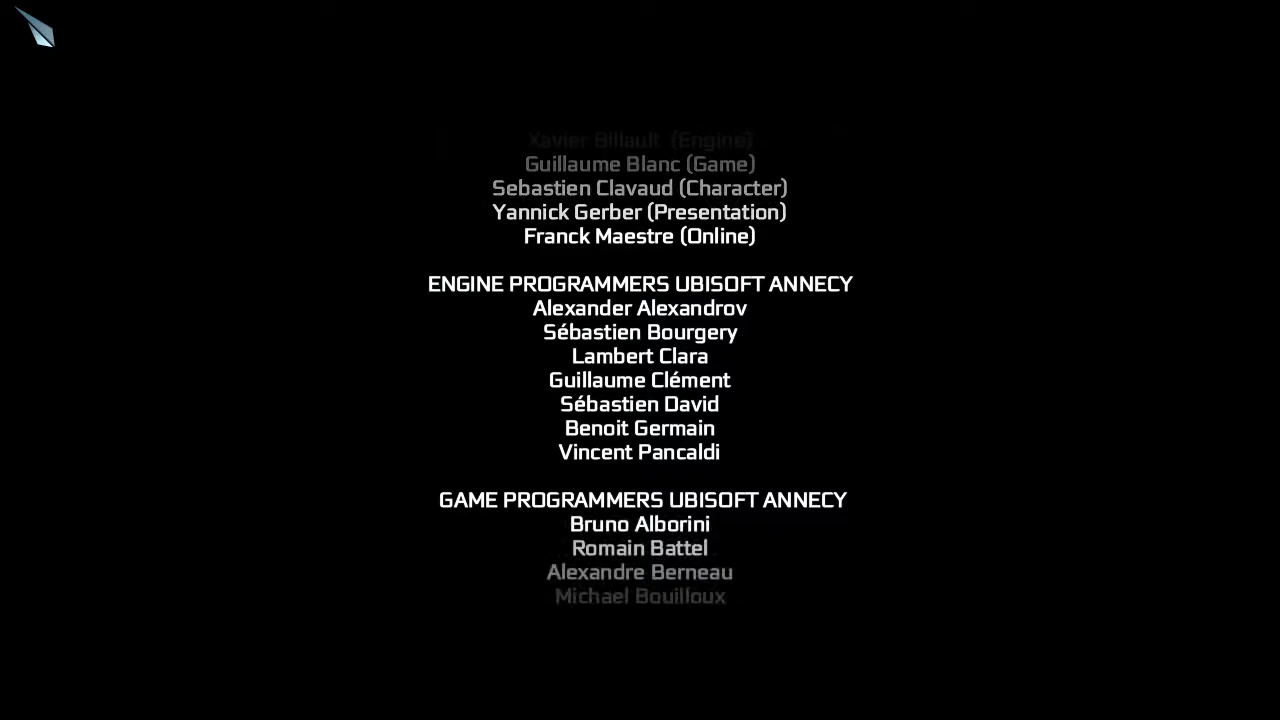 Xavier Billault (Engine)
Guillaume Blanc (Game)
Sebastien Clavaud (Character)
Yannick Gerber (Presentation)
Franck Maestre (Online)
ENGINE PROGRAMMERS UBISOFT ANNECY
Alexander Alexandrov
Sébastien Bourgery
Lambert Clara
Guillaume Clément
Sébastien David
Benoit Germain
Vincent Pancaldi
GAME PROGRAMMERS UBISOFT ANNECY
Bruno Alborini
Romain Battel
Alexandre Berneau
Michael Bouilloux